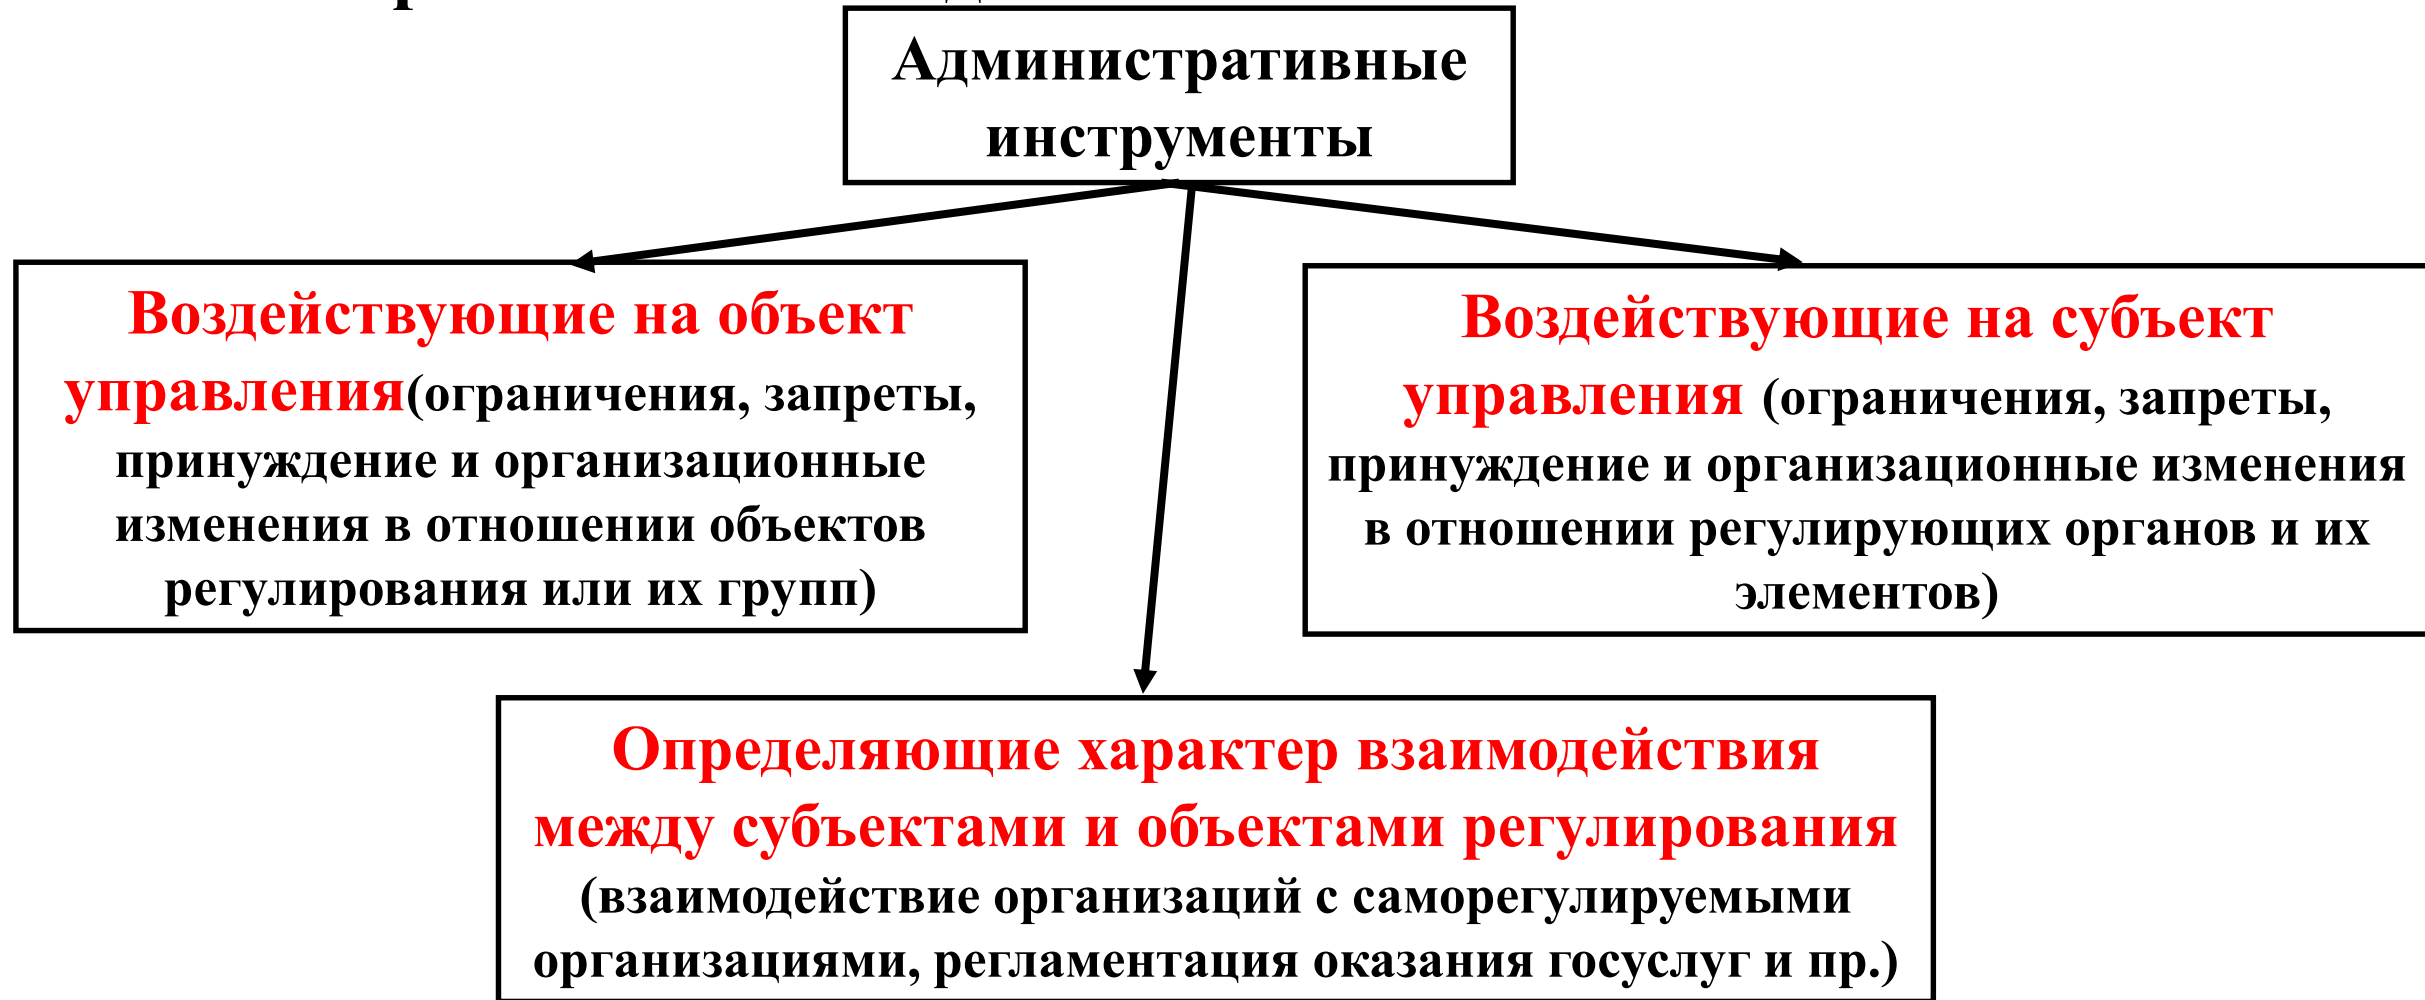 Административные
инструменты
Воздействующие на объект
управления(ограничения, запреты,
принуждение и организационные
изменения в отношении объектов
регулирования или их групп)
Воздействующие на субъект
управления (ограничения, запреты,
принуждение и организационные изменения
в отношении регулирующих органов и их
элементов)
Определяющие характер взаимодействия
между субъектами и объектами регулирования
(взаимодействие организаций с саморегулируемыми
организациями, регламентация оказания госуслуг и пр.)